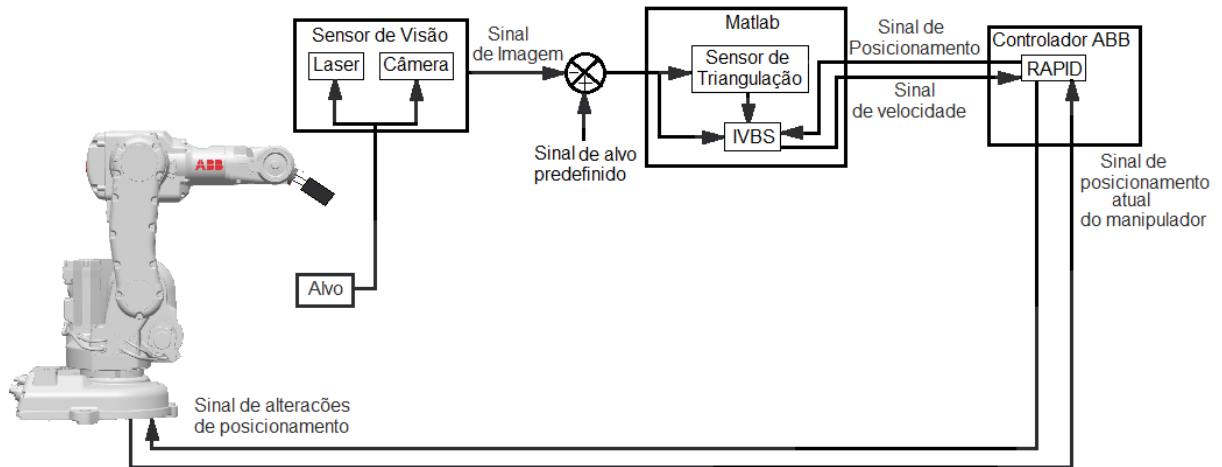 Sensor de Visão
Laser
Câmera
Sinal
de Imagem
Sinal de alvo
predefinido
Matlab
Sensor de
Triangulação
IVBS
Sinal de
Posicionamento
Sinal
de velocidade
Controlador ABB
RAPID
Sinal de
posicionamento
atual
do manipulador
ABB
Alvo
Sinal de alteracões
de posicionamento